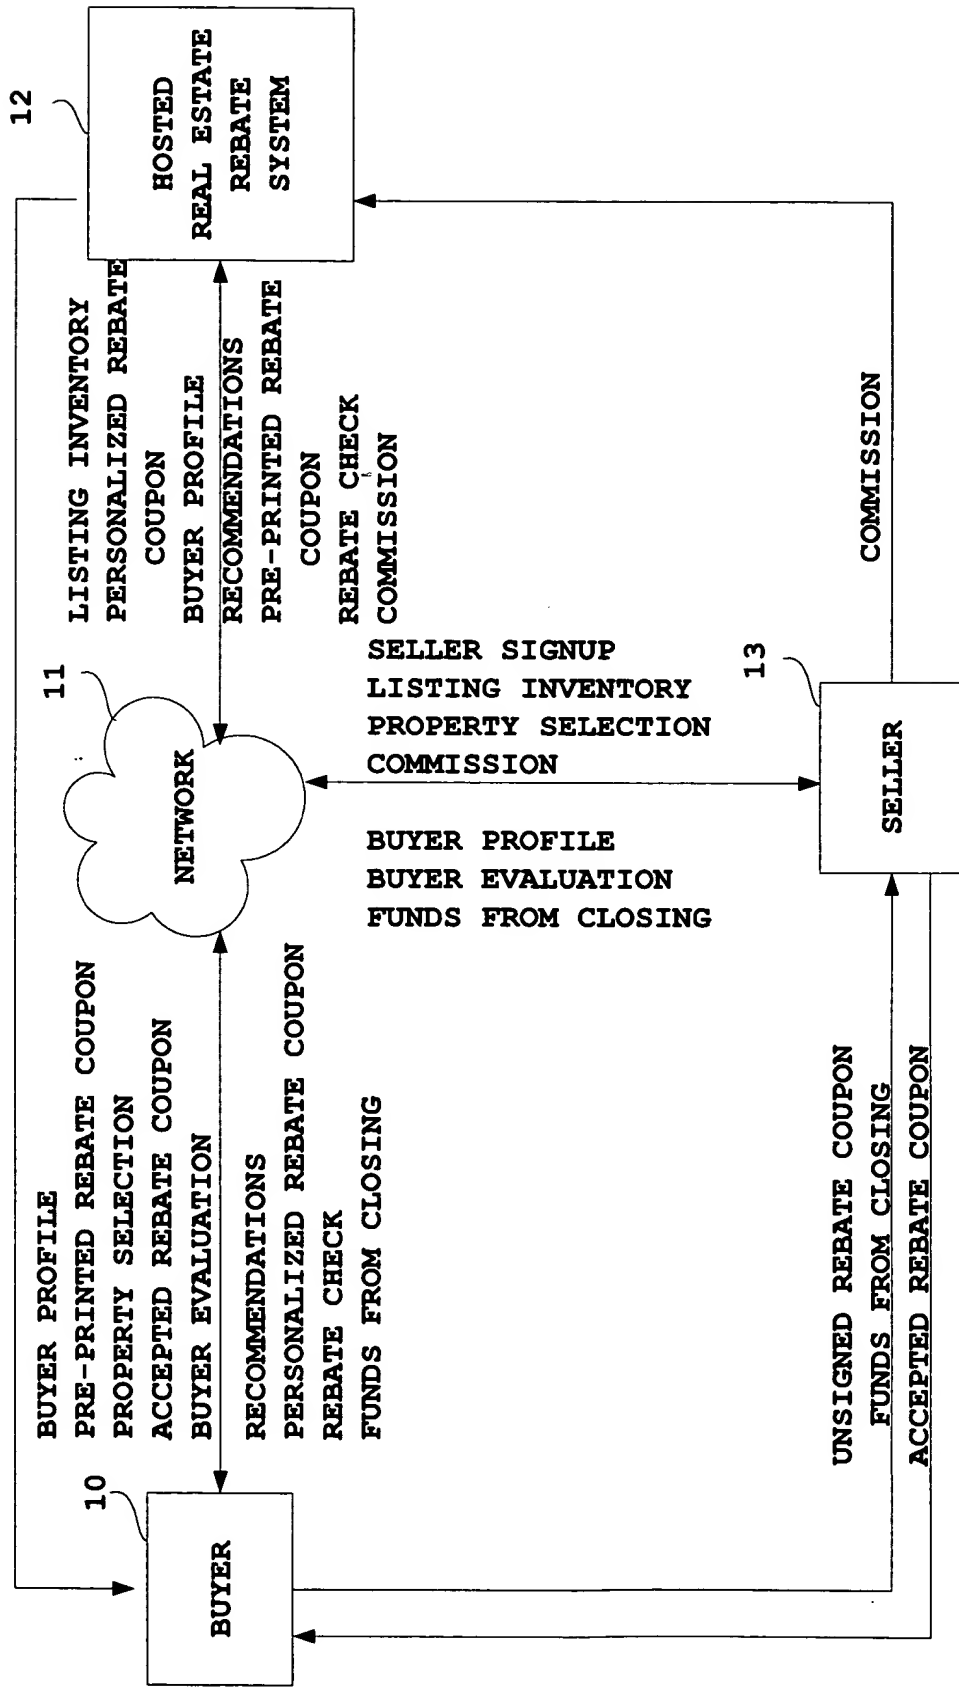 12
HOSTED
REAL ESTATE
REBATE
SYSTEM
LISTING INVENTORY
PERSONALIZED REBATE
COUPON
BUYER PROFILE
RECOMMENDATIONS
PRE-PRINTED REBATE
COUPON
REBATE CHECK
COMMISSION
11
NETWORK
SELLER SIGNUP
LISTING INVENTORY
PROPERTY SELECTION
COMMISSION
BUYER PROFILE
BUYER EVALUATION
FUNDS FROM CLOSING
COMMISSION
13
SELLER
BUYER PROFILE
PRE-PRINTED REBATE COUPON
PROPERTY SELECTION
ACCEPTED REBATE COUPON
BUYER EVALUATION
RECOMMENDATIONS
PERSONALIZED REBATE COUPON
REBATE CHECK
FUNDS FROM CLOSING
10
BUYER
UNSIGNED REBATE COUPON
FUNDS FROM CLOSING
ACCEPTED REBATE COUPON